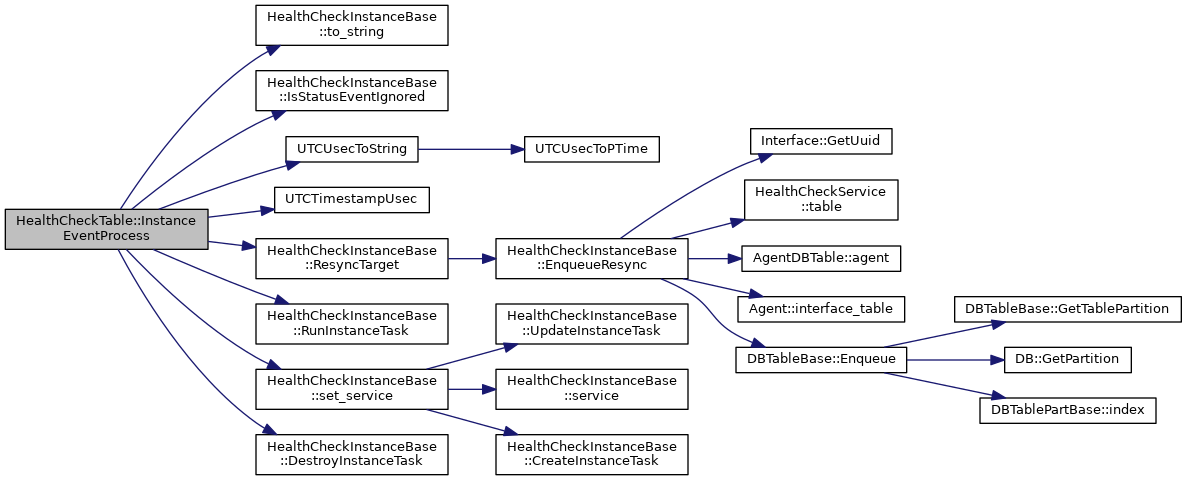 HealthCheckInstanceBase
::to_string
HealthCheckInstanceBase
::IsStatusEventIgnored
UTCUsecToString
UTCUsecToPTime
UTCTimestampUsec
HealthCheckTable::Instance
EventProcess
HealthCheckInstanceBase
::ResyncTarget
HealthCheckInstanceBase
::EnqueueResync
Interface::GetUuid
HealthCheckService
::table
AgentDBTable::agent
Agent::interface_table
DBTableBase::Enqueue
DBTableBase::GetTablePartition
DB::GetPartition
DBTablePartBase::index
HealthCheckInstanceBase
::RunInstanceTask
HealthCheckInstanceBase
::set_service
HealthCheckInstanceBase
::UpdateInstanceTask
HealthCheckInstanceBase
::service
HealthCheckInstanceBase
::CreateInstanceTask
HealthCheckInstanceBase
::DestroyInstanceTask